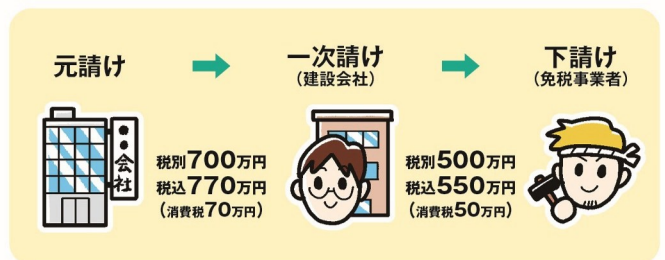 元請け
一次請け
（建設会社）
下請け
（免税事業者）
●●会社
税別700万円
税込770万円
（消費税70万円）
税別500万円
税込550万円
（消費税50万円）